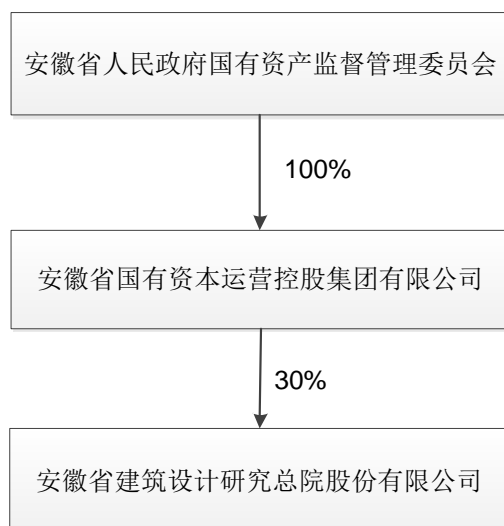 安徽省人民政府国有资产监督管理委员会
100%
安徽省国有资本运营控股集团有限公司
30%
安徽省建筑设计研究总院股份有限公司